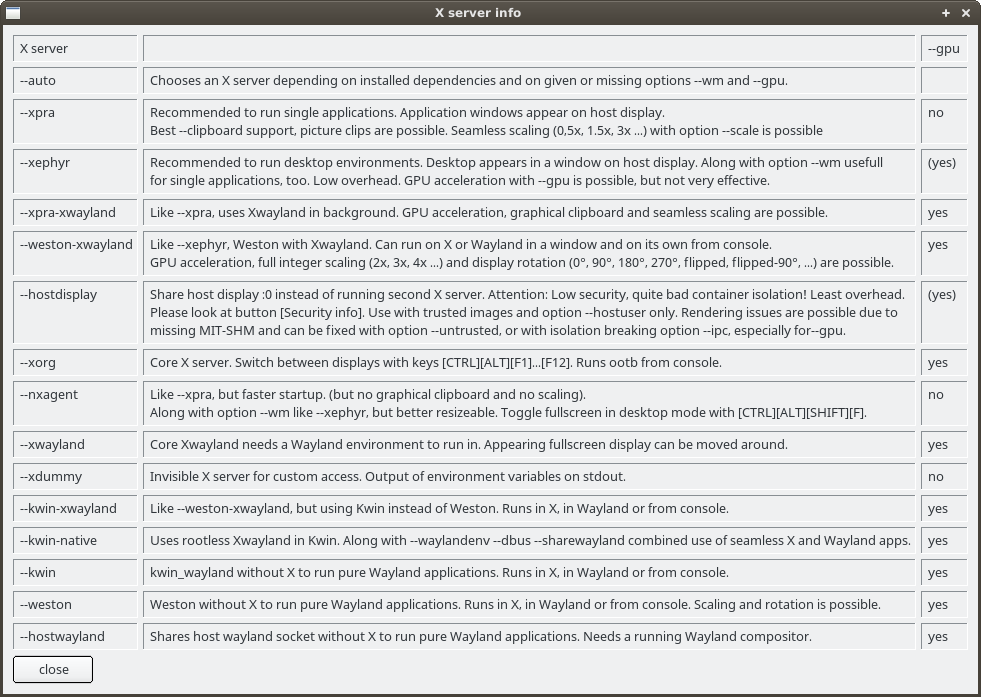 X server info
X server --gpu
--auto Chooses an X server depending on installed dependencies and on given or missing options --wm and --gpu.
--xpra Recommended to run single applications. Application windows appear on host display. no
Best --clipboard support, picture clips are possible. Seamless scaling (0,5x, 1.5x, 3x ...) with option --scale is possible
--xephyr Recommended to run desktop environments. Desktop appears in a window on host display. Along with option --wm usefull (yes)
for single applications, too. Low overhead. GPU acceleration with --gpu is possible, but not very effective.
--xpra-xwayland Like --xpra, uses Xwayland in background. GPU acceleration, graphical clipboard and seamless scaling are possible. yes
--weston-xwayland Like --xephyr, Weston with Xwayland. Can run on X or Wayland in a window and on its own from console. yes
GPU acceleration, full integer scaling (2x, 3x, 4x ...) and display rotation (0°, 90°, 180°, 270°, flipped, flipped-90°, ...) are possible.
--hostdisplay Share host display :0 instead of running second X server. Attention: Low security, quite bad container isolation! Least overhead. (yes)
Please look at button [Security info]. Use with trusted images and option --hostuser only. Rendering issues are possible due to
missing MIT-SHM and can be fixed with option --untrusted, or with isolation breaking option --ipc, especially for--gpu.
--xorg Core X server. Switch between displays with keys [CTRL][ALT][F1]...[F12]. Runs ootb from console. yes
--nxagent Like --xpra, but faster startup. (but no graphical clipboard and no scaling). no
Along with option --wm like --xephyr, but better resizeable. Toggle fullscreen in desktop mode with [CTRL][ALT][SHIFT][F].
--xwayland Core Xwayland needs a Wayland environment to run in. Appearing fullscreen display can be moved around. yes
--xdummy Invisible X server for custom access. Output of environment variables on stdout. no
--kwin-xwayland Like --weston-xwayland, but using Kwin instead of Weston. Runs in X, in Wayland or from console. yes
--kwin-native Uses rootless Xwayland in Kwin. Along with --waylandenv --dbus --sharewayland combined use of seamless X and Wayland apps. yes
--kwin kwin_wayland without X to run pure Wayland applications. Runs in X, in Wayland or from console. yes
--weston Weston without X to run pure Wayland applications. Runs in X, in Wayland or from console. Scaling and rotation is possible. yes
--hostwayland Shares host wayland socket without X to run pure Wayland applications. Needs a running Wayland compositor. yes
close